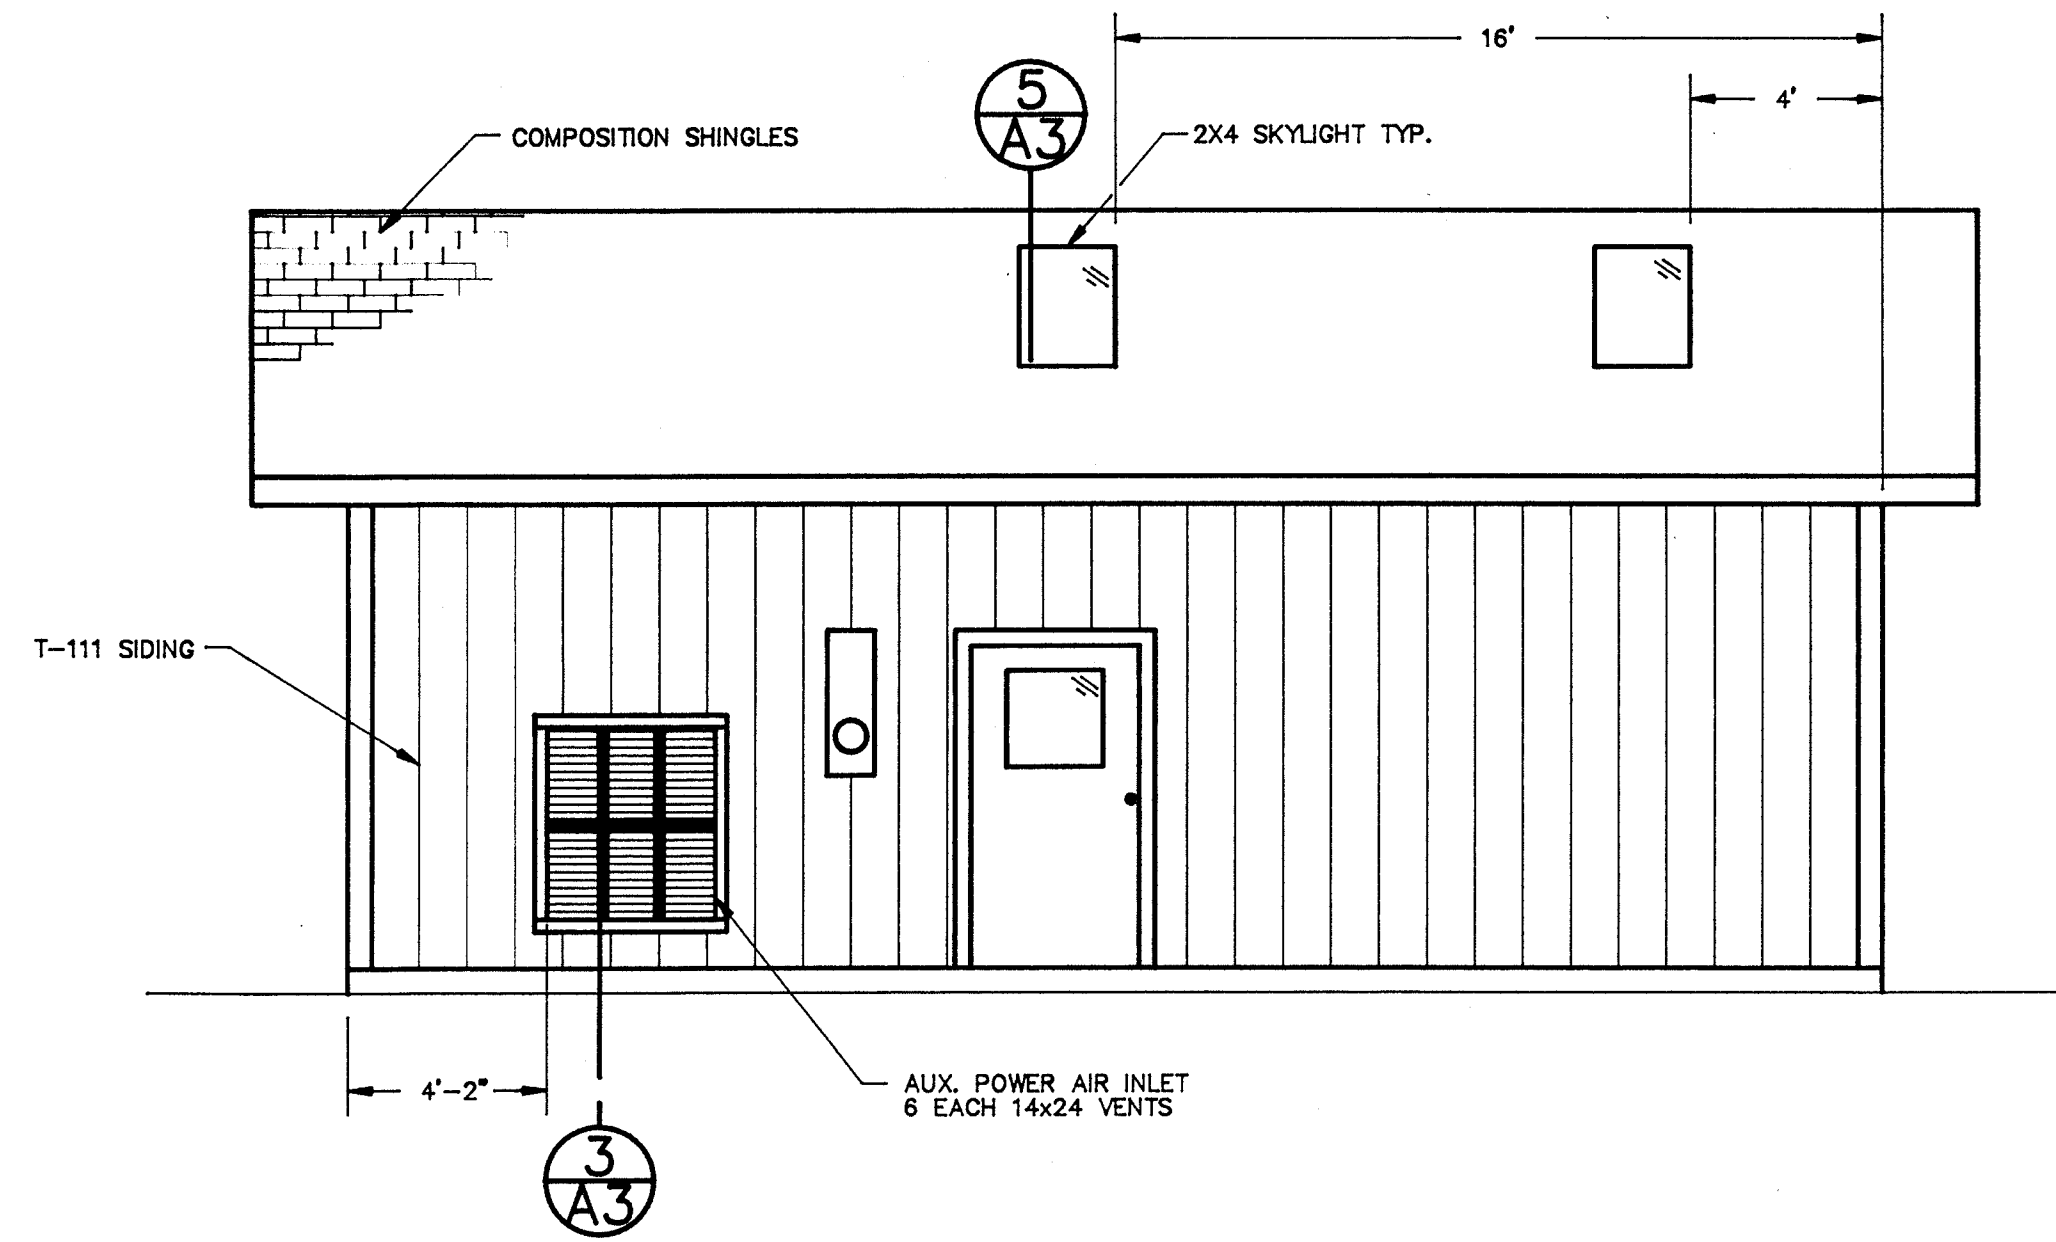 16'
4'
5
A3
COMPOSITION SHINGLES
2X4 SKYLIGHT TYP.
T-111 SIDING
4'-2"
AUX. POWER AIR INLET
6 EACH 14x24 VENTS
3
A3